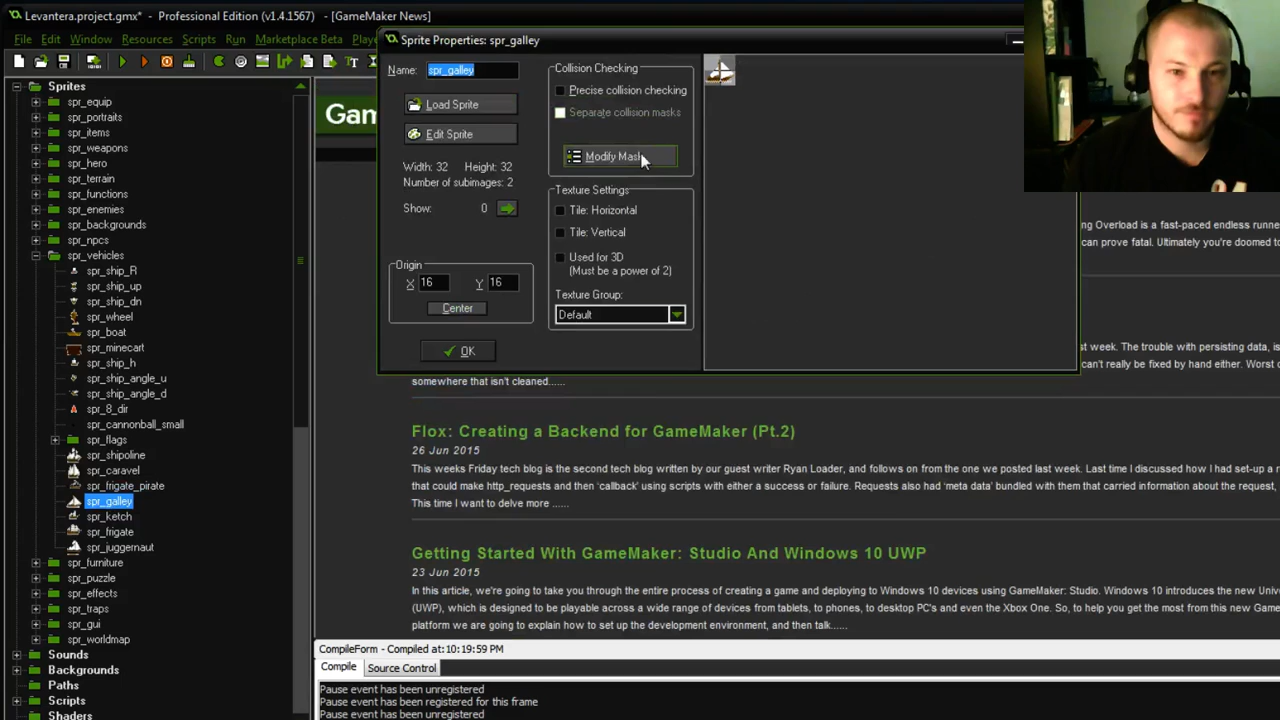 Levantera.project.gmx* - Professional Edition (v1.4.1567) - [GameMaker News]
File Edit Window Resources Scripts Run Marketplace Beta Playe
Sprites
spr_equip
spr_portraits
spr_items
spr_weapons
spr_hero
spr_terrain
spr_functions
spr_enemies
spr_backgrounds
spr_npcs
spr_vehicles
spr_ship_R
spr_ship_up
spr_ship_dn
spr_wheel
spr_boat
spr_minecart
spr_ship_h
spr_ship_angle_u
spr_ship_angle_d
spr_8_dir
spr_cannonball_small
spr_flags
spr_shipoline
spr_caravel
spr_frigate_pirate
spr_galley
spr_ketch
spr_frigate
spr_juggernaut
spr_furniture
spr_puzzle
spr_effects
spr_traps
spr_gui
spr_worldmap
Sounds
Backgrounds
Paths
Scripts
Shaders
Gam
Sprite Properties: spr_galley
Name: spr_galley
Load Sprite
Edit Sprite
Width: 32 Height: 32
Number of subimages: 2
Show: 0
Origin
X 16 Y 16
Center
OK
Collision Checking
Precise collision checking
Separate collision masks
Modify Mask
Texture Settings
Tile: Horizontal
Tile: Vertical
Used for 3D
(Must be a power of 2)
Texture Group:
Default
ng Overload is a fast-paced endless runne
can prove fatal. Ultimately you're doomed to
st week. The trouble with persisting data, is
can't really be fixed by hand either. Worst c
somewhere that isn't cleaned......
Flox: Creating a Backend for GameMaker (Pt.2)
26 Jun 2015
This weeks Friday tech blog is the second tech blog written by our guest writer Ryan Loader, and follows on from the one we posted last week. Last time I discussed how I had set-up a
that could make http_requests and then 'callback' using scripts with either a success or failure. Requests also had 'meta data' bundled with them that contained information about the request,
This time I want to delve more ......
Getting Started With GameMaker: Studio And Windows 10 UWP
23 Jun 2015
In this article, we're going to take you through the entire process of creating a game and deploying to Windows 10 devices using GameMaker: Studio. Windows 10 introduces the new Unive
(UWP), which is designed to be playable across a wide range of devices from tablets, to phones, to desktop PC's and even the Xbox One. So, to help you get the most from this new Game
platform we are going to explain how to set up the development environment, and then talk.....
CompileForm - Compiled at:10:19:59 PM
Compile Source Control
Pause event has been unregistered
Pause event has been registered for this frame
Pause event has been unregistered